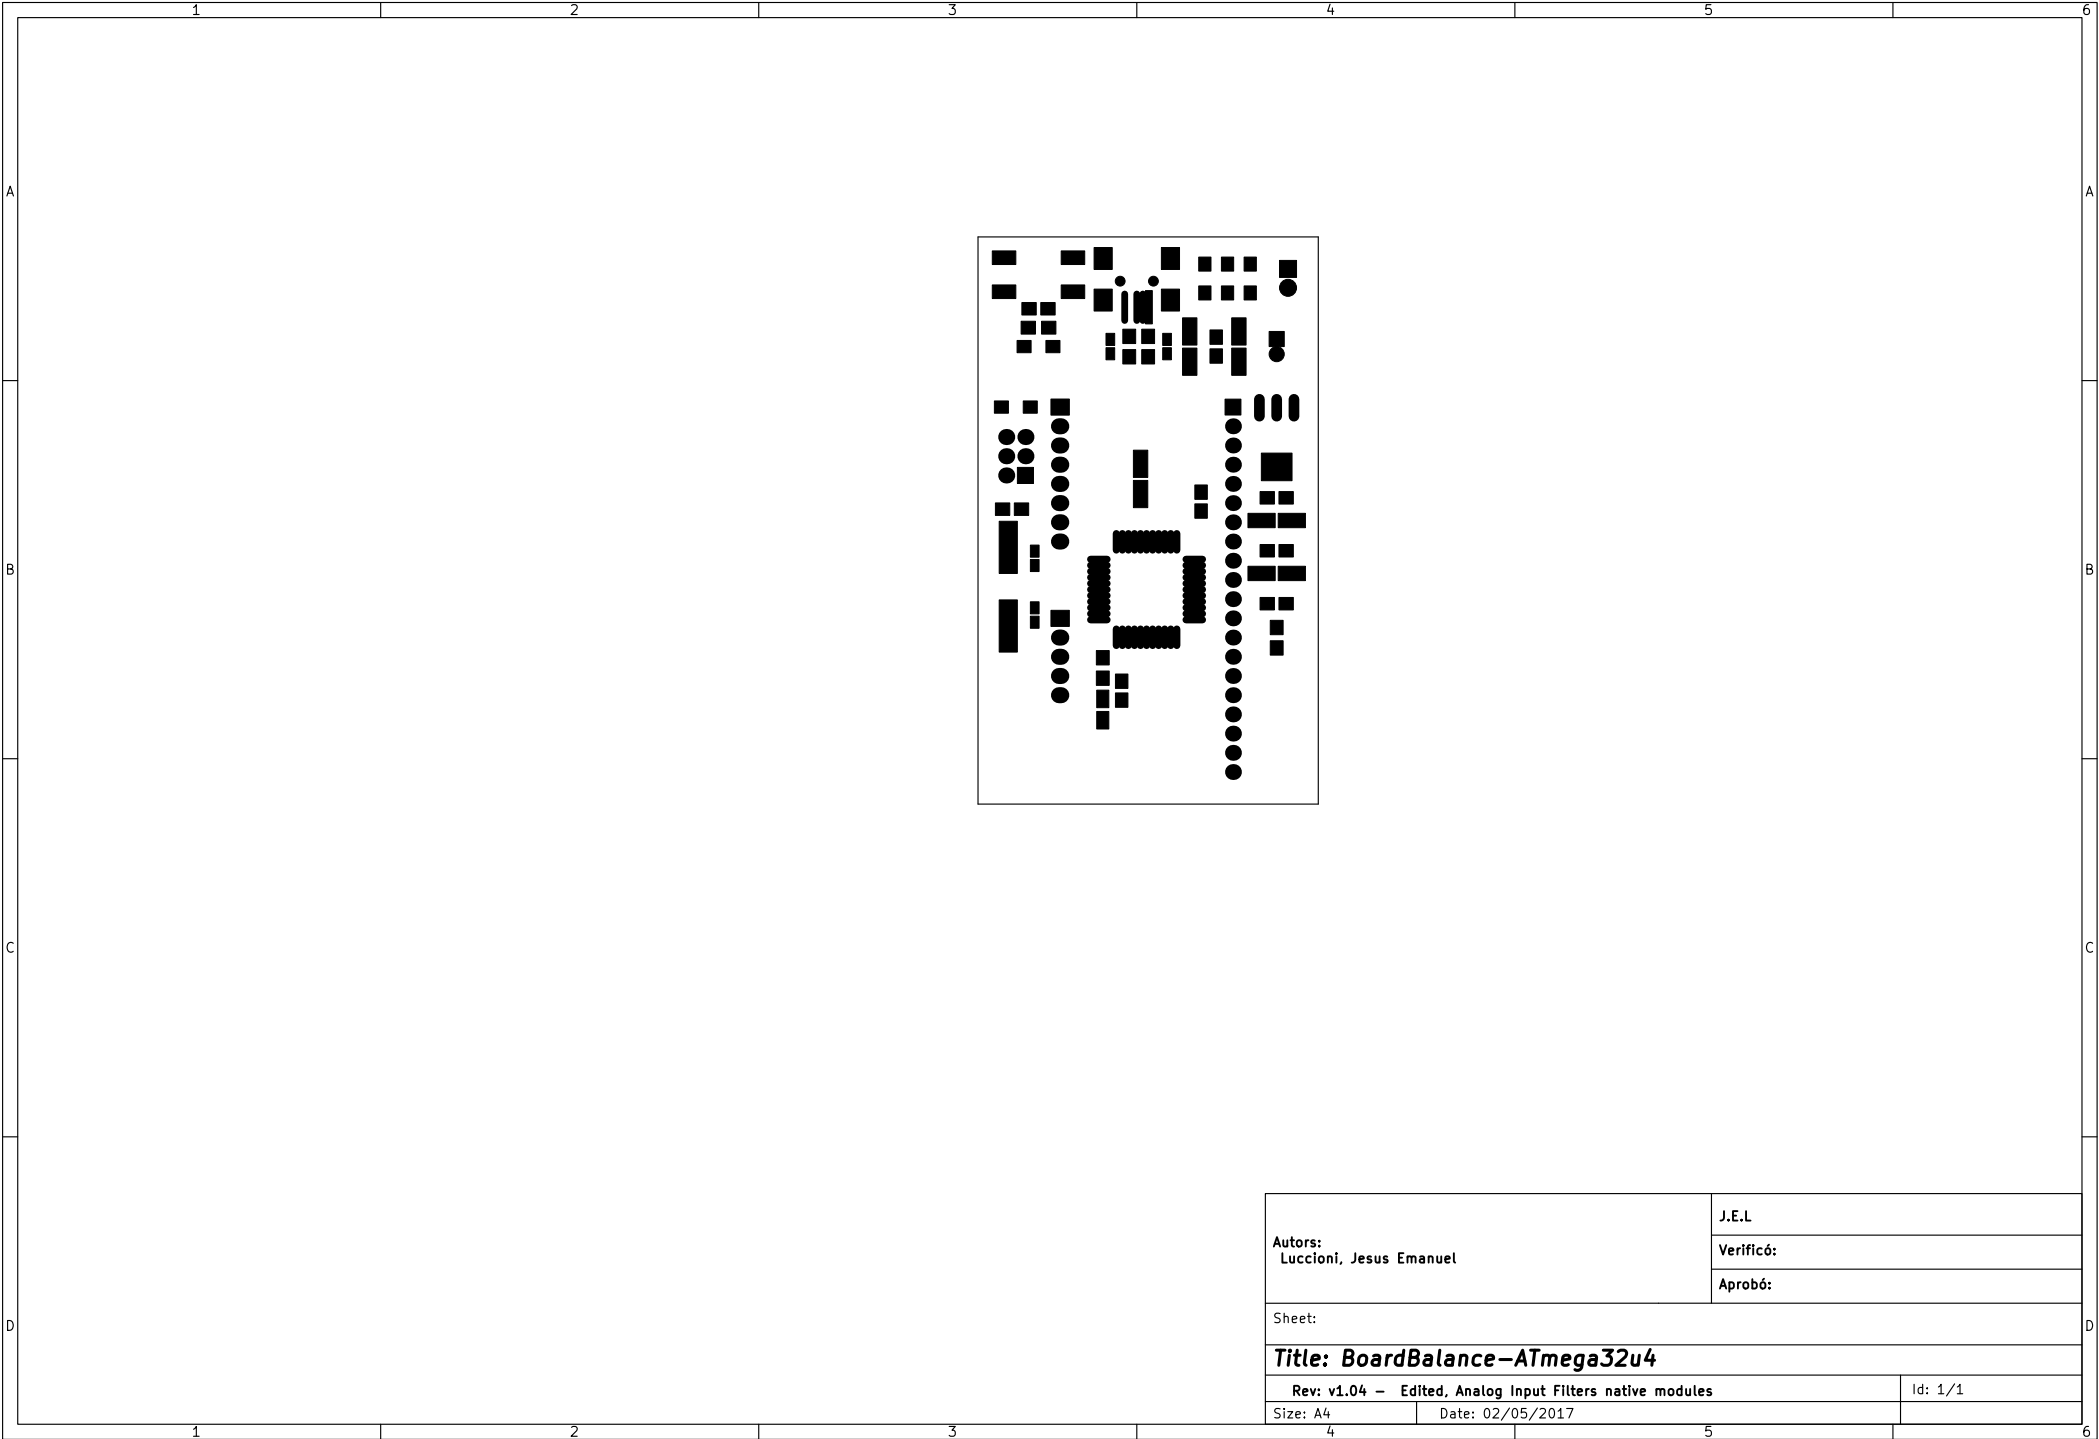 1 2 3 4 5 6
A A
B B
C C
D D
J.E.L
Autors:
Luccioni, Jesus Emanuel
Verificó:
Aprobó:
Sheet:
Title: BoardBalance-ATmega32u4
Rev: v1.04 - Edited, Analog Input Filters native modules
Id: 1/1
Size: A4
Date: 02/05/2017
1 2 3 4 5 6